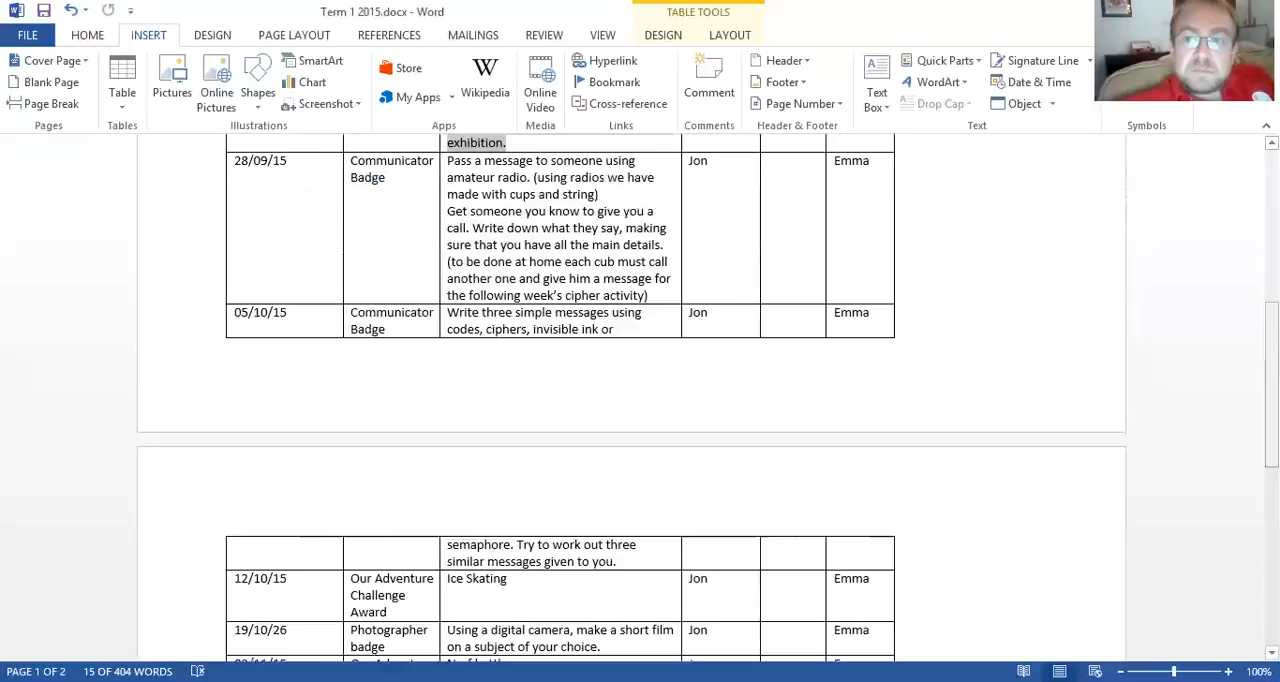 Term 1 2015.docx - Word
TABLE TOOLS
FILE HOME INSERT DESIGN PAGE LAYOUT REFERENCES MAILINGS REVIEW VIEW DESIGN LAYOUT
Cover Page
Blank Page
Page Break
Pages
Table
Tables
Pictures
Online Pictures
Shapes
SmartArt
Chart
Screenshot
Illustrations
Store
My Apps
W
Wikipedia
Apps
Online Video
Media
Hyperlink
Bookmark
Cross-reference
Links
Comment
Comments
Header
Footer
Page Number
Header & Footer
A
Text Box
Quick Parts
WordArt
Drop Cap
Signature Line
Date & Time
Object
Text
Symbols
exhibition.
28/09/15
Communicator
Badge
Pass a message to someone using
amateur radio. (using radios we have
made with cups and string)
Get someone you know to give you a
call. Write down what they say, making
sure that you have all the main details.
(to be done at home each cub must call
another one and give him a message for
the following week's cipher activity)
Jon
Emma
05/10/15
Communicator
Badge
Write three simple messages using
codes, ciphers, invisible ink or
Jon
Emma
semaphore. Try to work out three
similar messages given to you.
12/10/15
Our Adventure
Challenge
Award
Ice Skating
Jon
Emma
19/10/26
Photographer
badge
Using a digital camera, make a short film
on a subject of your choice.
Jon
Emma
PAGE 1 OF 2 15 OF 404 WORDS 100%